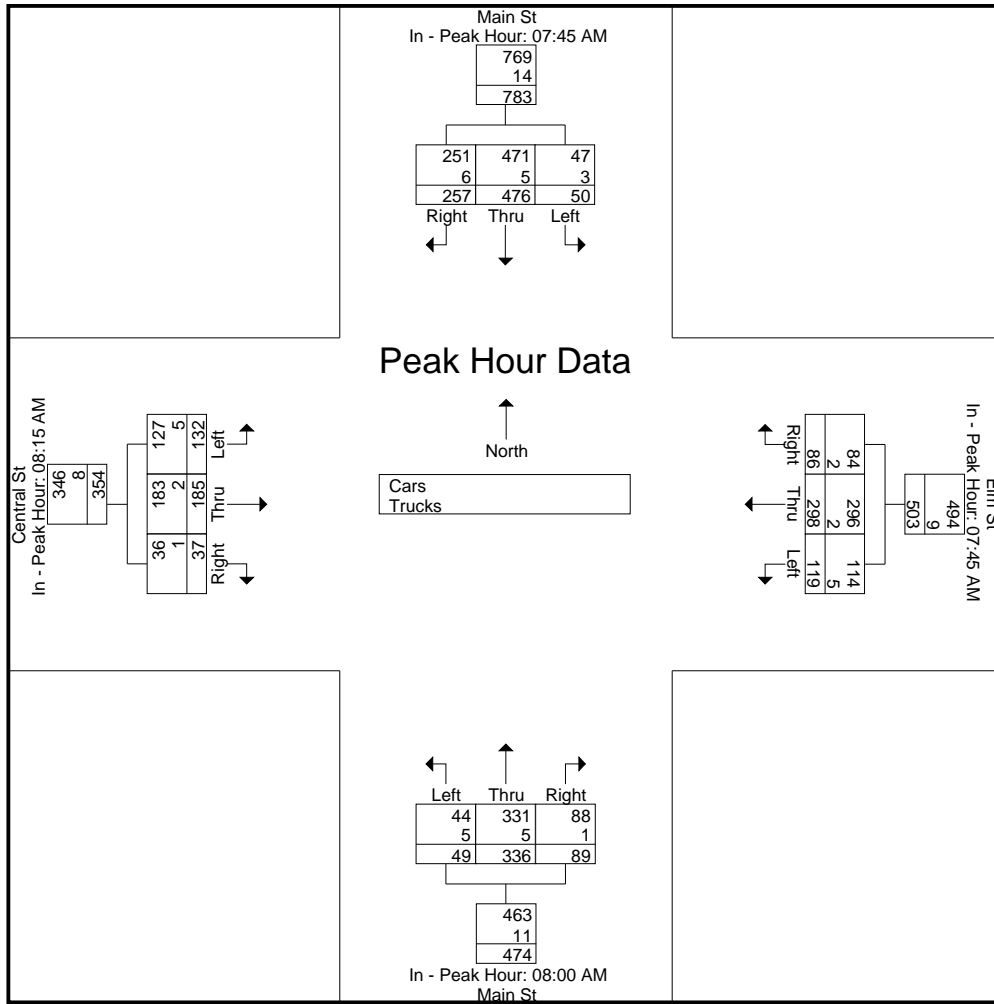 Main St
In - Peak Hour: 07:45 AM
769
14
783
251 471 47
6 5 3
257 476 50
Right Thru Left
Peak Hour Data
North
Cars
Trucks
Central St
In - Peak Hour: 08:15 AM
346
8
354
127 5 132
Left
183 2 185
Thru
36 1 37
Right
Right
86 2 84
Thru
298 2 296
Left
119 5 114
503
9
494
In - Peak Hour: 07:45 AM
Elm St
Left Thru Right
44 331 88
5 5 1
49 336 89
463
11
474
In - Peak Hour: 08:00 AM
Main St